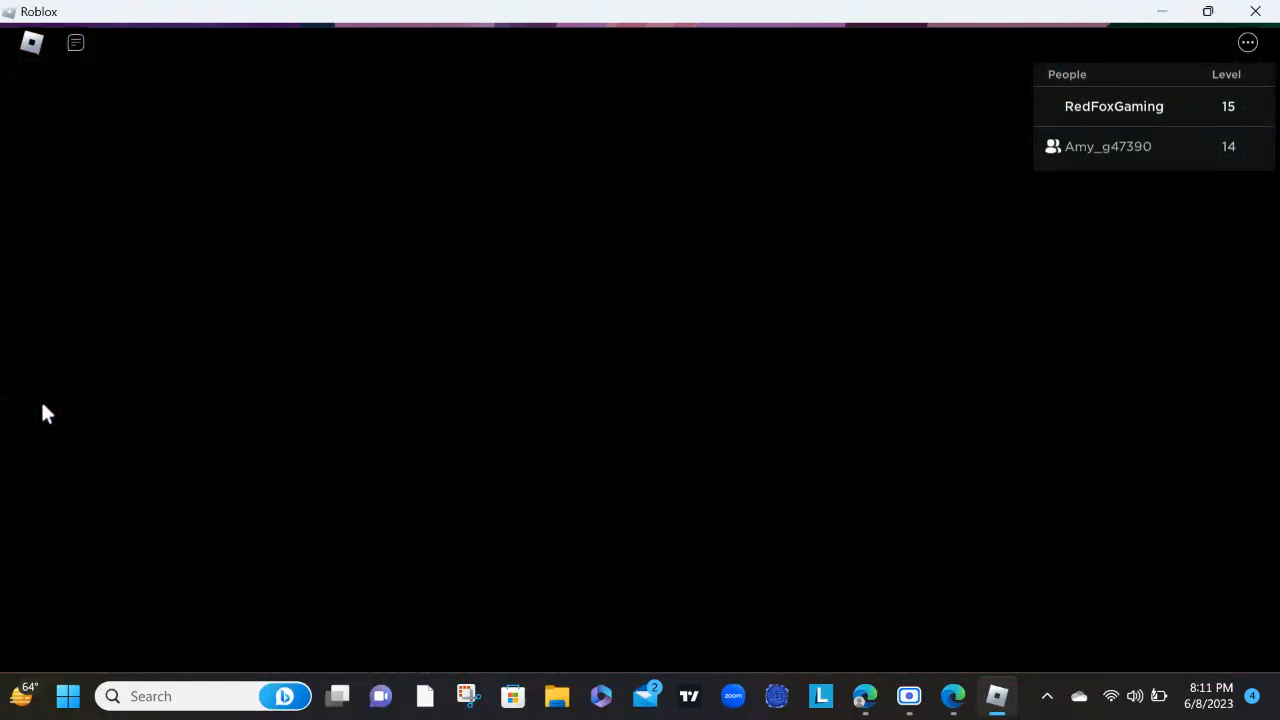 Roblox
People Level
RedFoxGaming 15
Amy_g47390 14
64°
Search
2
L
zoom
8:11 PM
6/8/2023
4